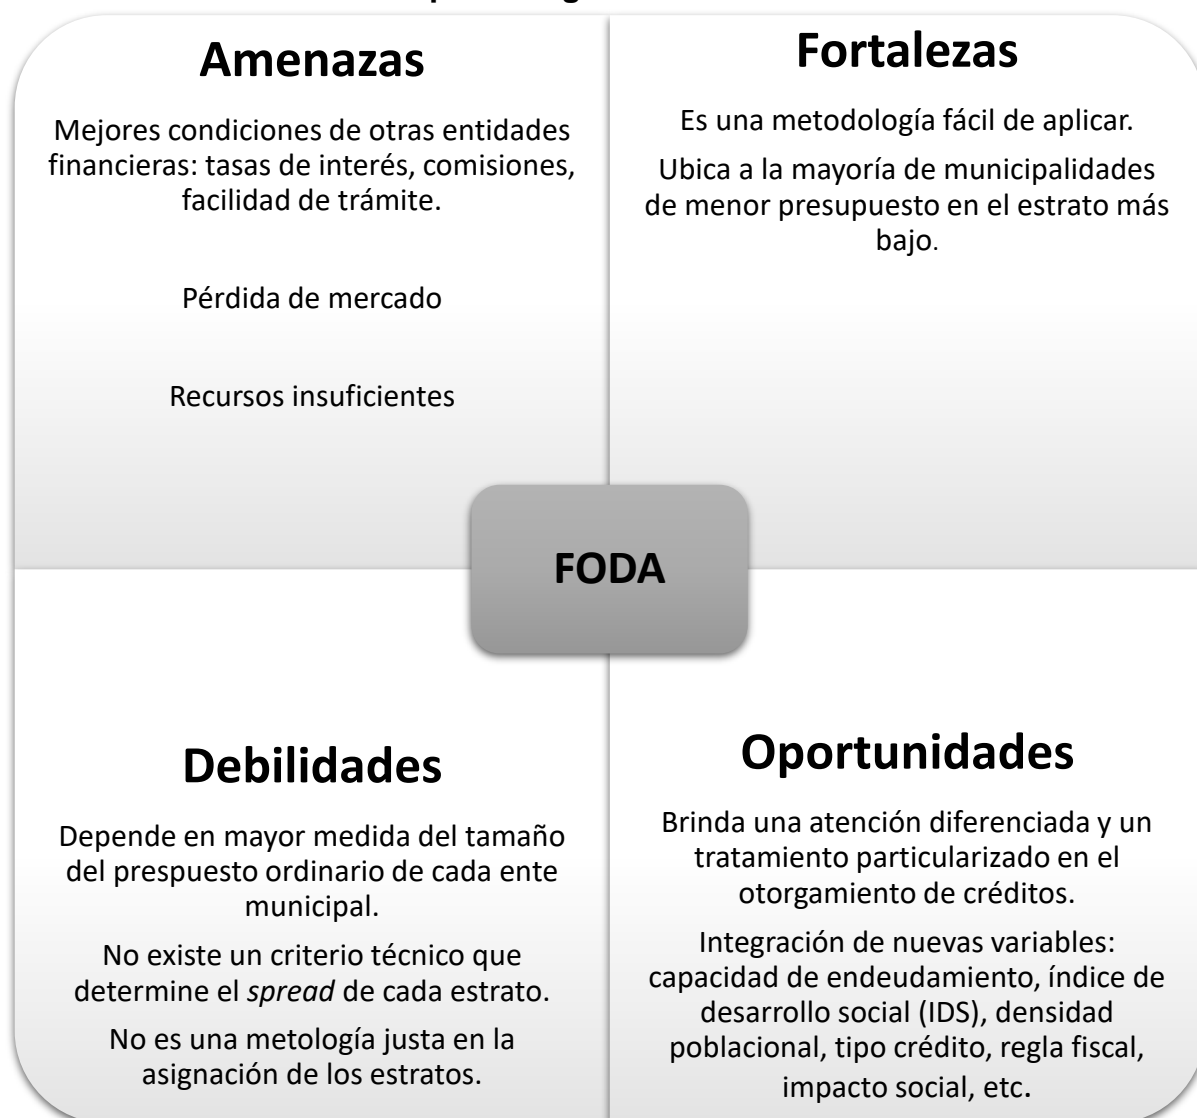 Amenazas
Mejores condiciones de otras entidades
financieras: tasas de interés, comisiones,
facilidad de trámite.
Pérdida de mercado
Recursos insuficientes
Fortalezas
Es una metodología fácil de aplicar.
Ubica a la mayoría de municipalidades
de menor presupuesto en el estrato más
bajo.
FODA
Debilidades
Depende en mayor medida del tamaño
del prespuesto ordinario de cada ente
municipal.
No existe un criterio técnico que
determine el spread de cada estrato.
No es una metología justa en la
asignación de los estratos.
Oportunidades
Brinda una atención diferenciada y un
tratamiento particularizado en el
otorgamiento de créditos.
Integración de nuevas variables:
capacidad de endeudamiento, índice de
desarrollo social (IDS), densidad
poblacional, tipo crédito, regla fiscal,
impacto social, etc.